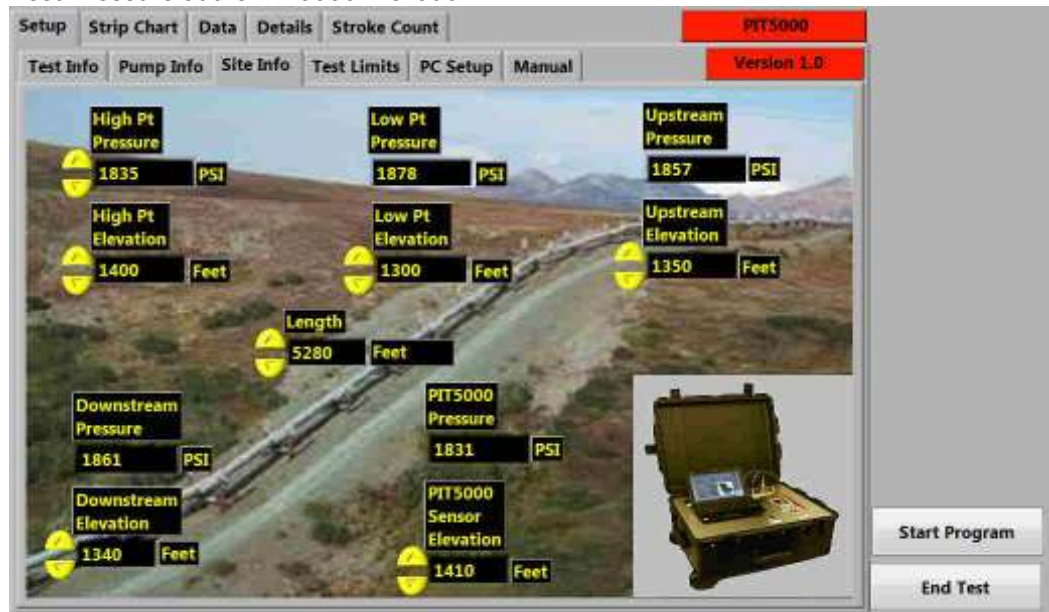 Setup Strip Chart Data Details Stroke Count
PIT5000
Test Info Pump Info Site Info Test Limits PC Setup Manual
Version 1.0
High Pt
Pressure
1835 PSI
Low Pt
Pressure
1878 PSI
Upstream
Pressure
1857 PSI
High Pt
Elevation
1400 Feet
Low Pt
Elevation
1300 Feet
Upstream
Elevation
1350 Feet
Length
5280 Feet
Downstream
Pressure
1861 PSI
PIT5000
Pressure
1831 PSI
Downstream
Elevation
1340 Feet
PIT5000
Sensor
Elevation
1410 Feet
Start Program
End Test